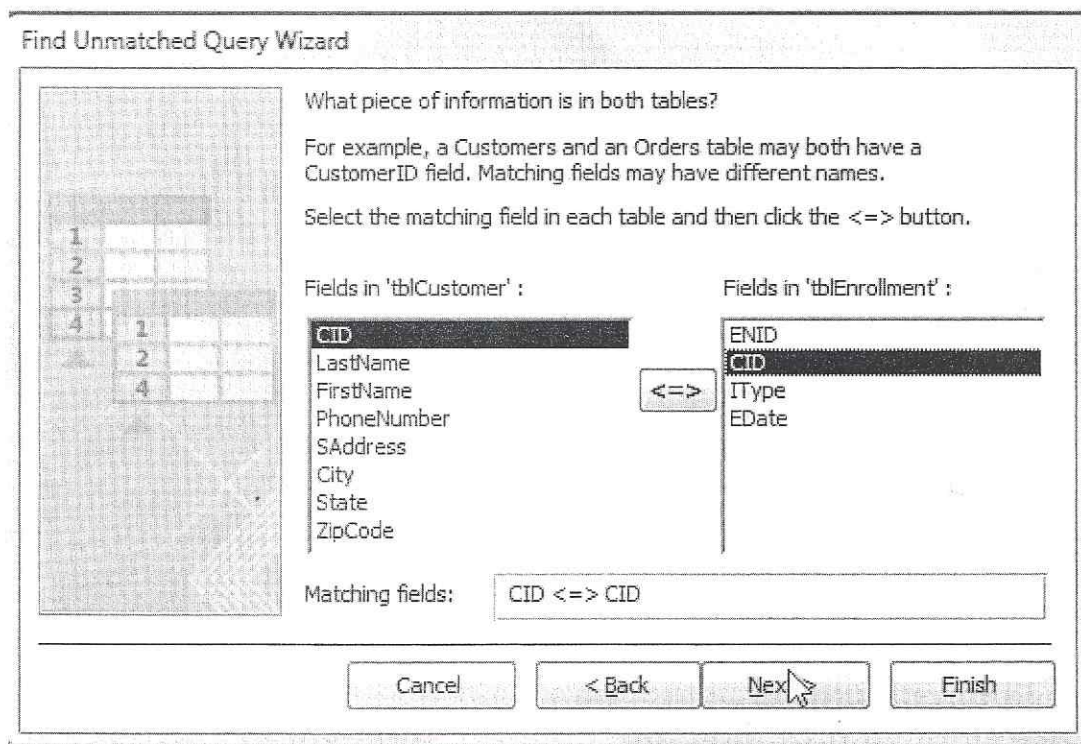 Find Unmatched Query Wizard
What piece of information is in both tables?
For example, a Customers and an Orders table may both have a
CustomerID field. Matching fields may have different names.
Select the matching field in each table and then click the <=> button.
1
2
3
4
1
2
4
Fields in 'tblCustomer' :
CID
LastName
FirstName
PhoneNumber
SAddress
City
State
ZipCode
<=>
Fields in 'tblEnrollment' :
ENID
CID
IType
EDate
Matching fields: CID <=> CID
Cancel < Back Next > Finish